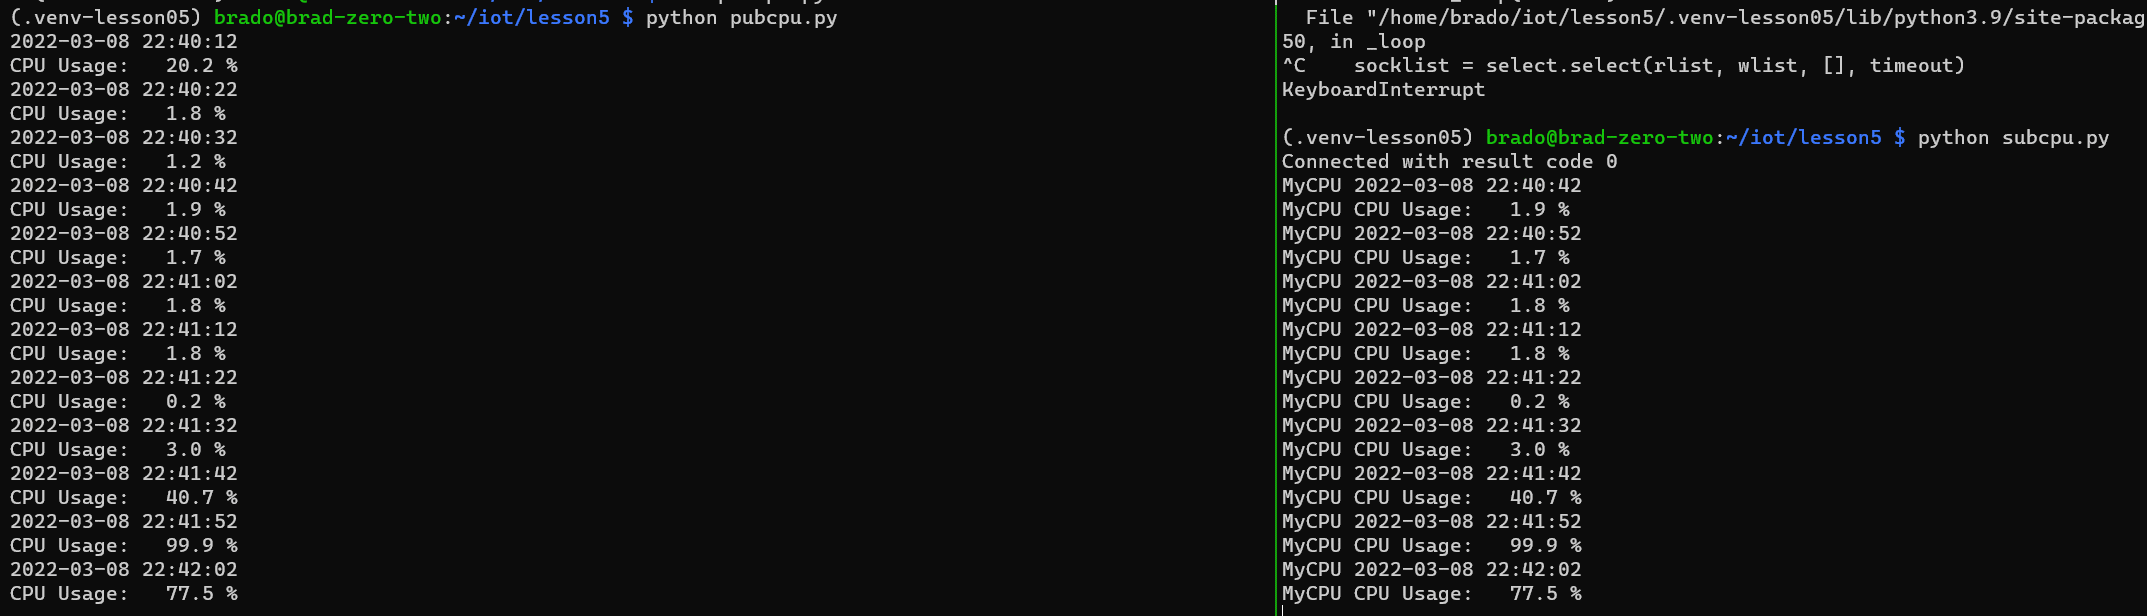 (.venv-lesson05) brado@brad-zero-two:~/iot/lesson5 $ python pubcpu.py
2022-03-08 22:40:12
CPU Usage:   20.2 %
2022-03-08 22:40:22
CPU Usage:   1.8 %
2022-03-08 22:40:32
CPU Usage:   1.2 %
2022-03-08 22:40:42
CPU Usage:   1.9 %
2022-03-08 22:40:52
CPU Usage:   1.7 %
2022-03-08 22:41:02
CPU Usage:   1.8 %
2022-03-08 22:41:12
CPU Usage:   1.8 %
2022-03-08 22:41:22
CPU Usage:   0.2 %
2022-03-08 22:41:32
CPU Usage:   3.0 %
2022-03-08 22:41:42
CPU Usage:   40.7 %
2022-03-08 22:41:52
CPU Usage:   99.9 %
2022-03-08 22:42:02
CPU Usage:   77.5 %
  File "/home/brado/iot/lesson5/.venv-lesson05/lib/python3.9/site-packag
50, in _loop
^C    socklist = select.select(rlist, wlist, [], timeout)
KeyboardInterrupt
(.venv-lesson05) brado@brad-zero-two:~/iot/lesson5 $ python subcpu.py
Connected with result code 0
MyCPU 2022-03-08 22:40:42
MyCPU CPU Usage:   1.9 %
MyCPU 2022-03-08 22:40:52
MyCPU CPU Usage:   1.7 %
MyCPU 2022-03-08 22:41:02
MyCPU CPU Usage:   1.8 %
MyCPU 2022-03-08 22:41:12
MyCPU CPU Usage:   1.8 %
MyCPU 2022-03-08 22:41:22
MyCPU CPU Usage:   0.2 %
MyCPU 2022-03-08 22:41:32
MyCPU CPU Usage:   3.0 %
MyCPU 2022-03-08 22:41:42
MyCPU CPU Usage:   40.7 %
MyCPU 2022-03-08 22:41:52
MyCPU CPU Usage:   99.9 %
MyCPU 2022-03-08 22:42:02
MyCPU CPU Usage:   77.5 %